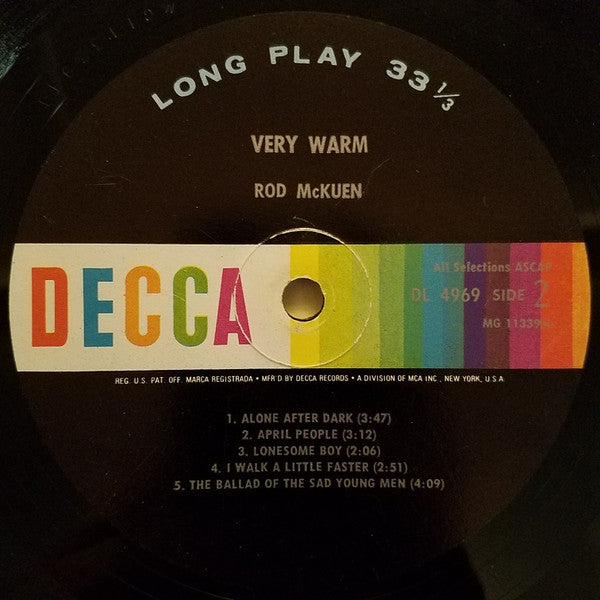 LONG PLAY 33 1/3
VERY WARM
ROD McKUEN
DECCA
All Selections ASCAP
DL 4969 SIDE 2
REG. U.S. PAT. OFF. MARCA REGISTRADA • MFR'D BY DECCA RECORDS • A DIVISION OF MCA INC., NEW YORK, U.S.A.
1. ALONE AFTER DARK (3:47)
2. APRIL PEOPLE (3:12)
3. LONESOME BOY (2:06)
4. I WALK A LITTLE FASTER (2:51)
5. THE BALLAD OF THE SAD YOUNG MEN (4:09)